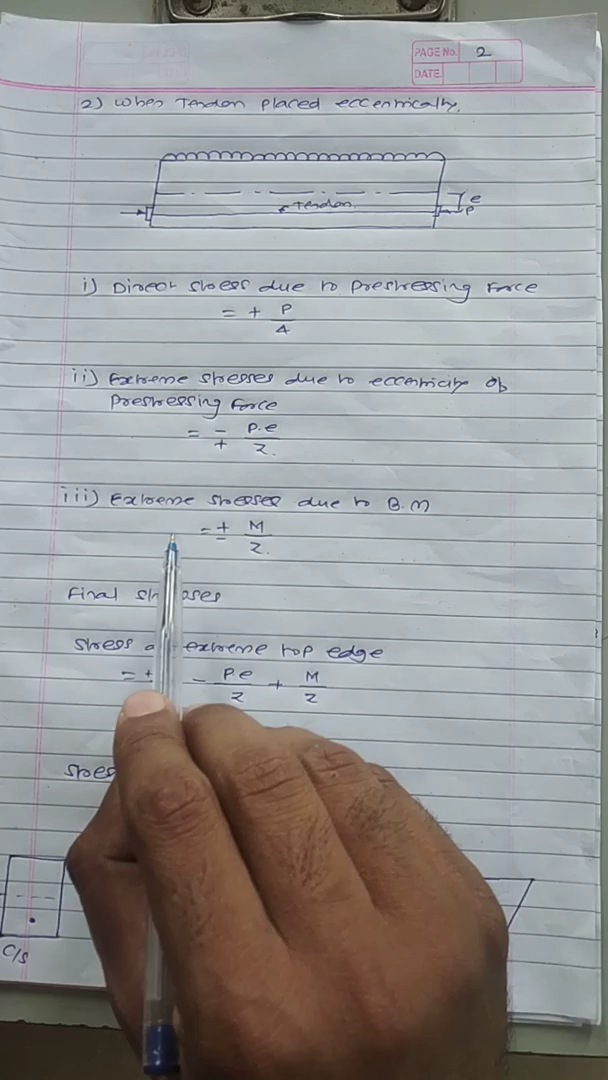 PAGE No. 2
DATE:
2) When Tendon placed eccentrically.
e
← tendon.
P
i) Direct stress due to prestressing Force
= + P/A
ii) Extreme stresses due to eccentricity of
Prestressing Force
= ∓ P.e/Z.
iii) Extreme stresses due to B.M
= ± M/Z.
Final
Stress extreme top edge
= + - P.e/Z + M/Z
C/S